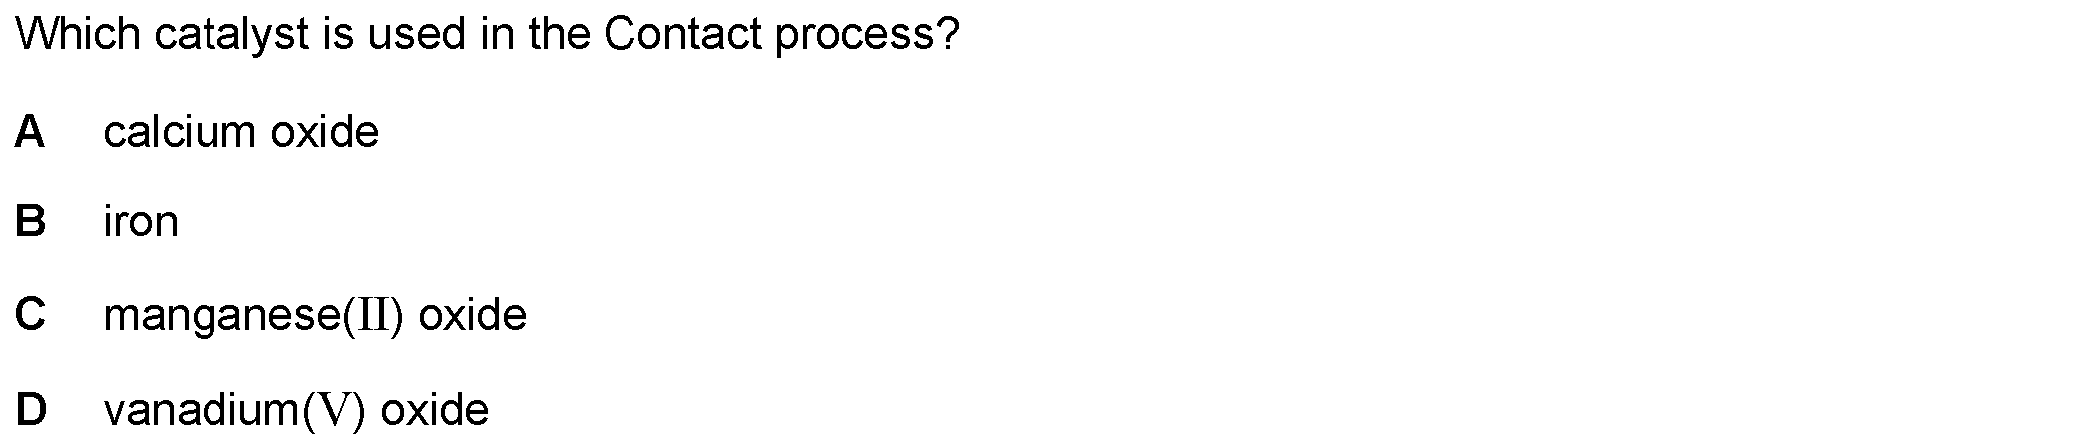 Which catalyst is used in the Contact process?
A calcium oxide
B iron
C manganese(II) oxide
D vanadium(V) oxide